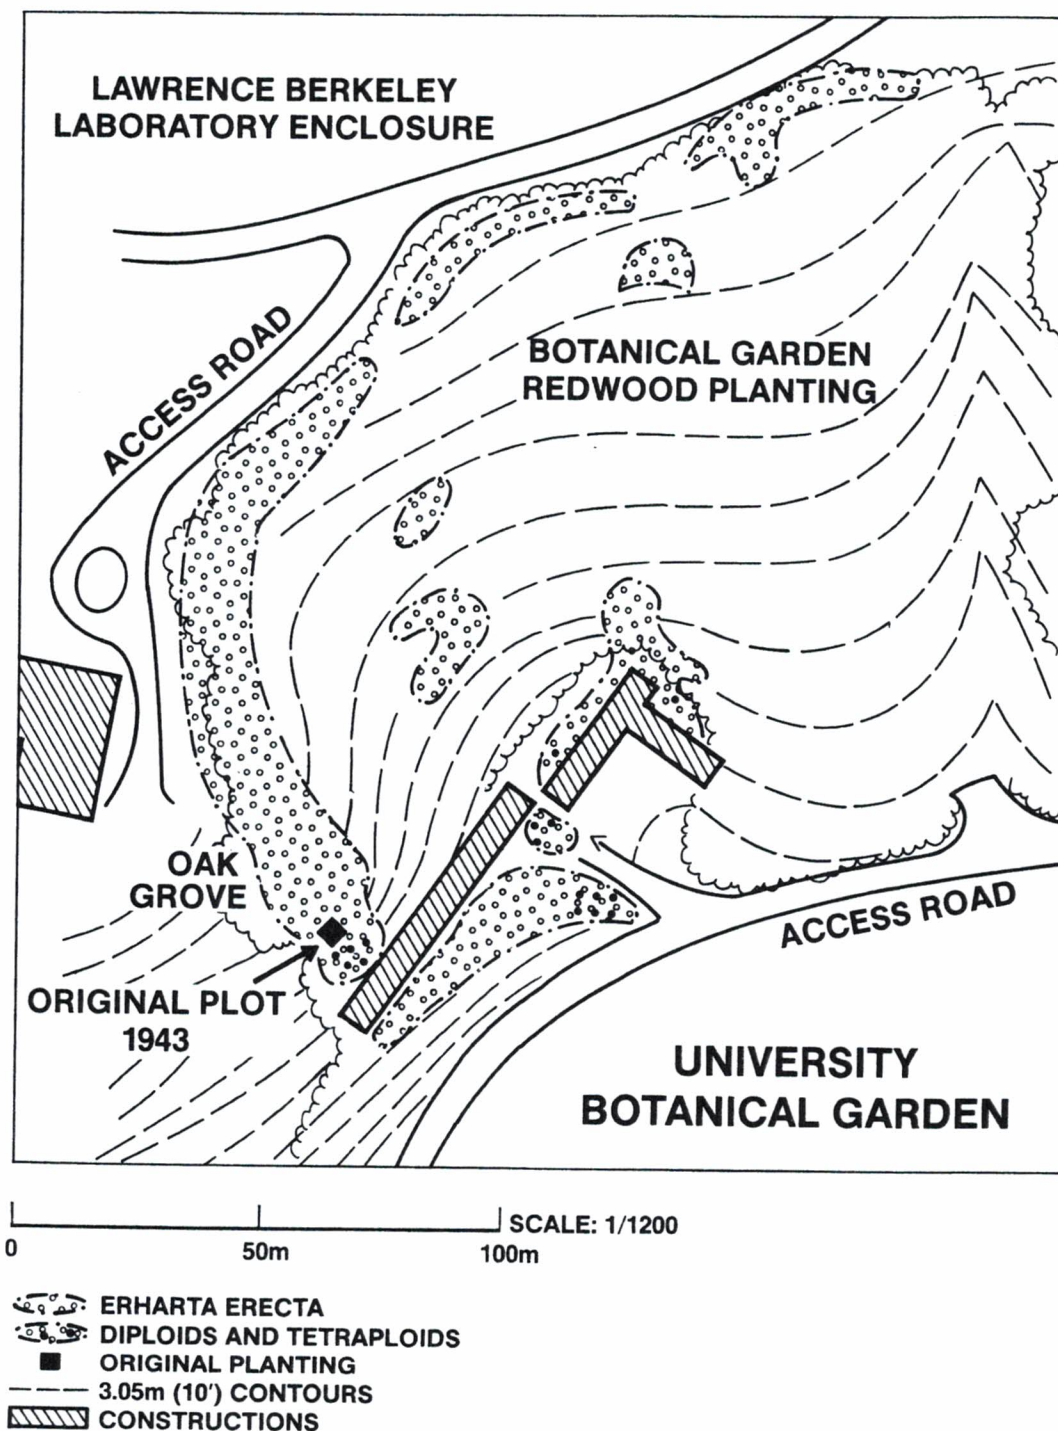 LAWRENCE BERKELEY
LABORATORY ENCLOSURE
ACCESS ROAD
BOTANICAL GARDEN
REDWOOD PLANTING
OAK
GROVE
ORIGINAL PLOT
1943
ACCESS ROAD
UNIVERSITY
BOTANICAL GARDEN
SCALE: 1/1200
0 50m 100m
ERHARTA ERECTA
DIPLOIDS AND TETRAPLOIDS
ORIGINAL PLANTING
3.05m (10') CONTOURS
CONSTRUCTIONS